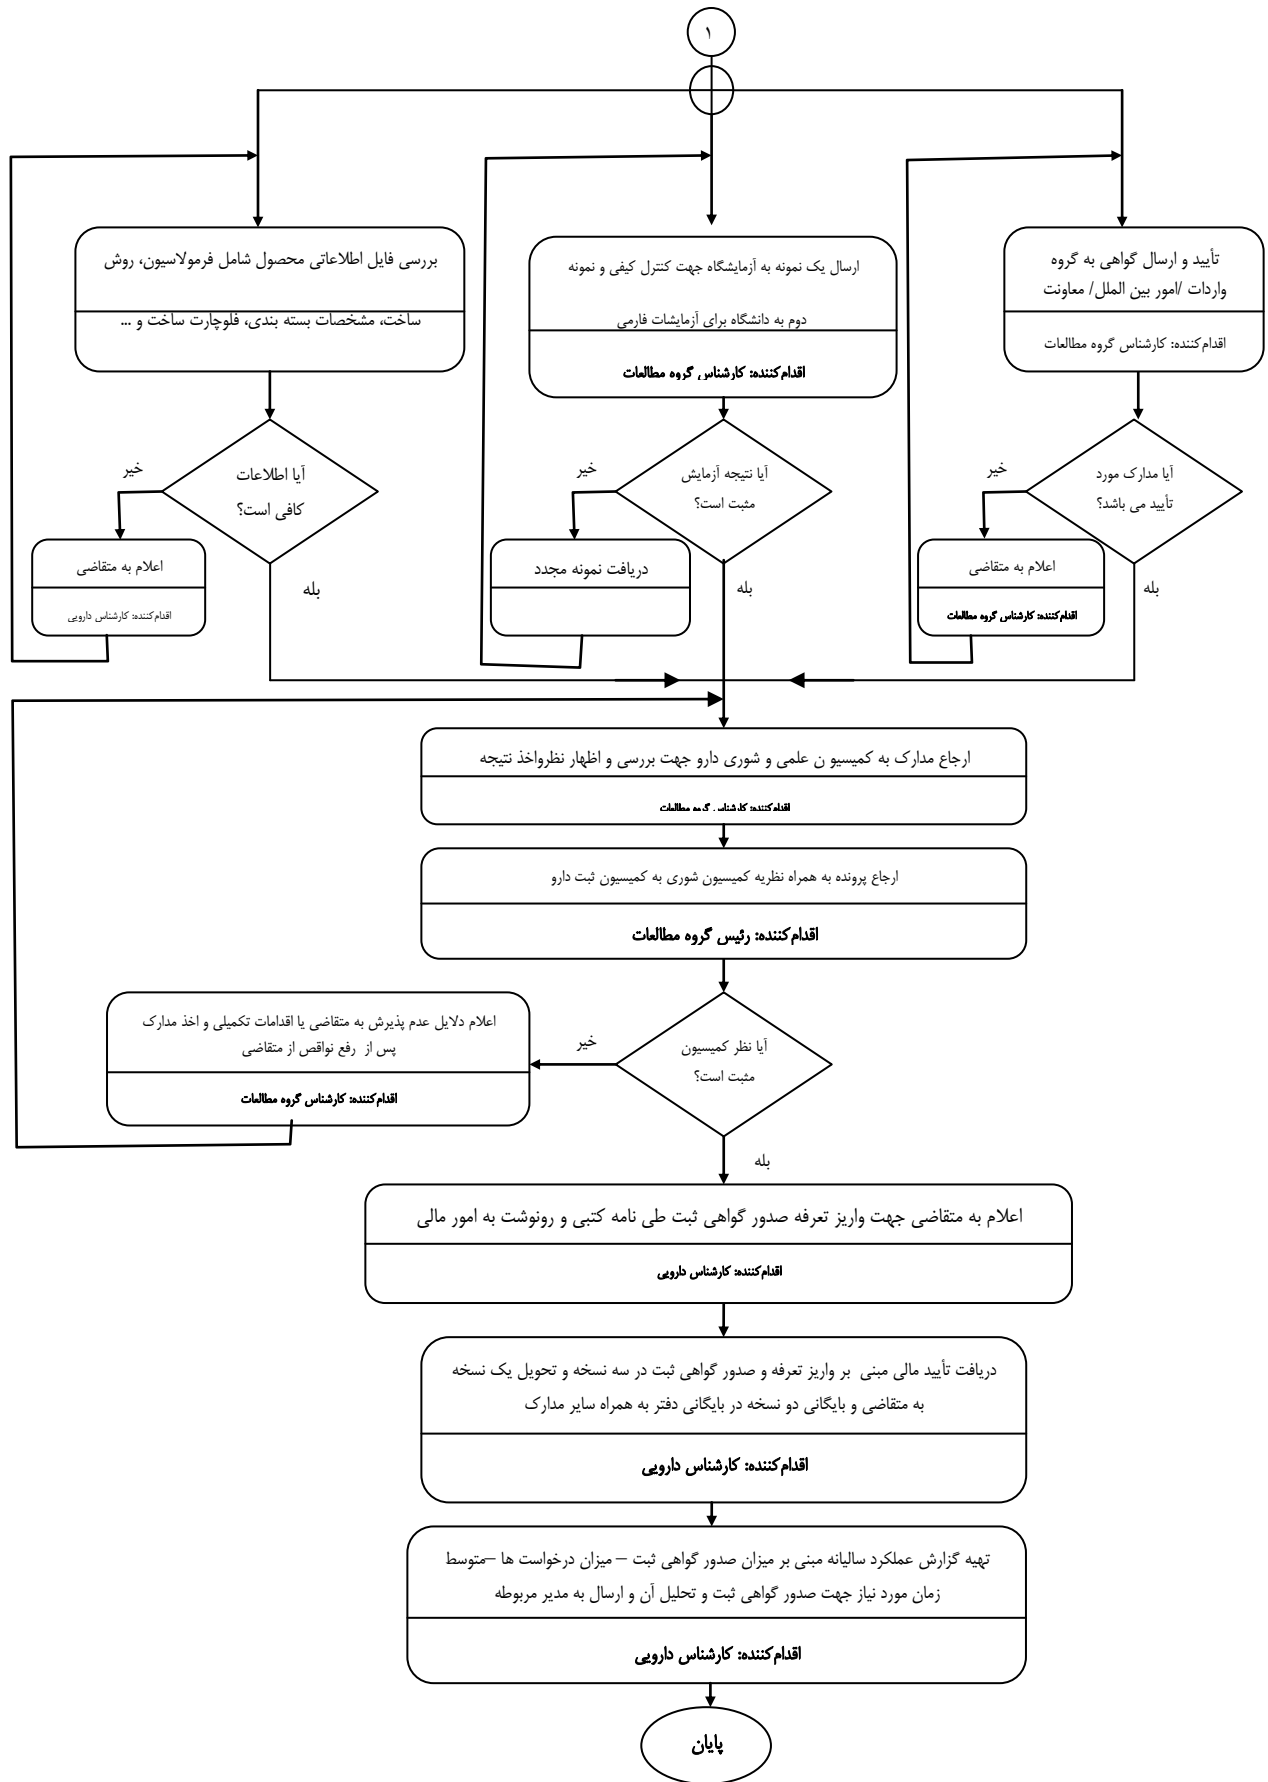 ۱
تأیید و ارسال گواهی به گروه
واردات /امور بین الملل/ معاونت
اقدام‌کننده: کارشناس گروه مطالعات
آیا مدارک مورد
تأیید می باشد؟
خیر
اعلام به متقاضی
اقدام‌کننده: کارشناس گروه مطالعات
بله
ارسال یک نمونه به آزمایشگاه جهت کنترل کیفی و نمونه
دوم به دانشگاه برای آزمایشات فارمی
اقدام‌کننده: کارشناس گروه مطالعات
آیا نتیجه آزمایش
مثبت است؟
خیر
دریافت نمونه مجدد
بله
بررسی فایل اطلاعاتی محصول شامل فرمولاسیون، روش
ساخت، مشخصات بسته بندی، فلوچارت ساخت و ...
آیا اطلاعات
کافی است؟
خیر
اعلام به متقاضی
اقدام‌کننده: کارشناس دارویی
بله
ارجاع مدارک به کمیسیو ن علمی و شوری دارو جهت بررسی و اظهار نظرواخذ نتیجه
اقدام‌کننده: کارشناس گروه مطالعات
ارجاع پرونده به همراه نظریه کمیسیون شوری به کمیسیون ثبت دارو
اقدام‌کننده: رئیس گروه مطالعات
آیا نظر کمیسیون
مثبت است؟
خیر
اعلام دلایل عدم پذیرش به متقاضی یا اقدامات تکمیلی و اخذ مدارک
پس از رفع نواقص از متقاضی
اقدام‌کننده: کارشناس گروه مطالعات
بله
اعلام به متقاضی جهت واریز تعرفه صدور گواهی ثبت طی نامه کتبی و رونوشت به امور مالی
اقدام‌کننده: کارشناس دارویی
دریافت تأیید مالی مبنی بر واریز تعرفه و صدور گواهی ثبت در سه نسخه و تحویل یک نسخه
به متقاضی و بایگانی دو نسخه در بایگانی دفتر به همراه سایر مدارک
اقدام‌کننده: کارشناس دارویی
تهیه گزارش عملکرد سالیانه مبنی بر میزان صدور گواهی ثبت – میزان درخواست ها –متوسط
زمان مورد نیاز جهت صدور گواهی ثبت و تحلیل آن و ارسال به مدیر مربوطه
اقدام‌کننده: کارشناس دارویی
پایان